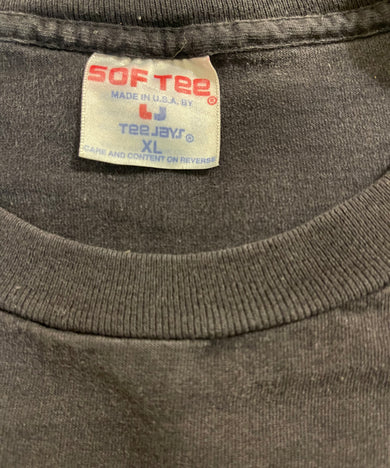 SOF TEE®
MADE IN U.S.A. BY
TEE JAYS®
XL
CARE AND CONTENT ON REVERSE